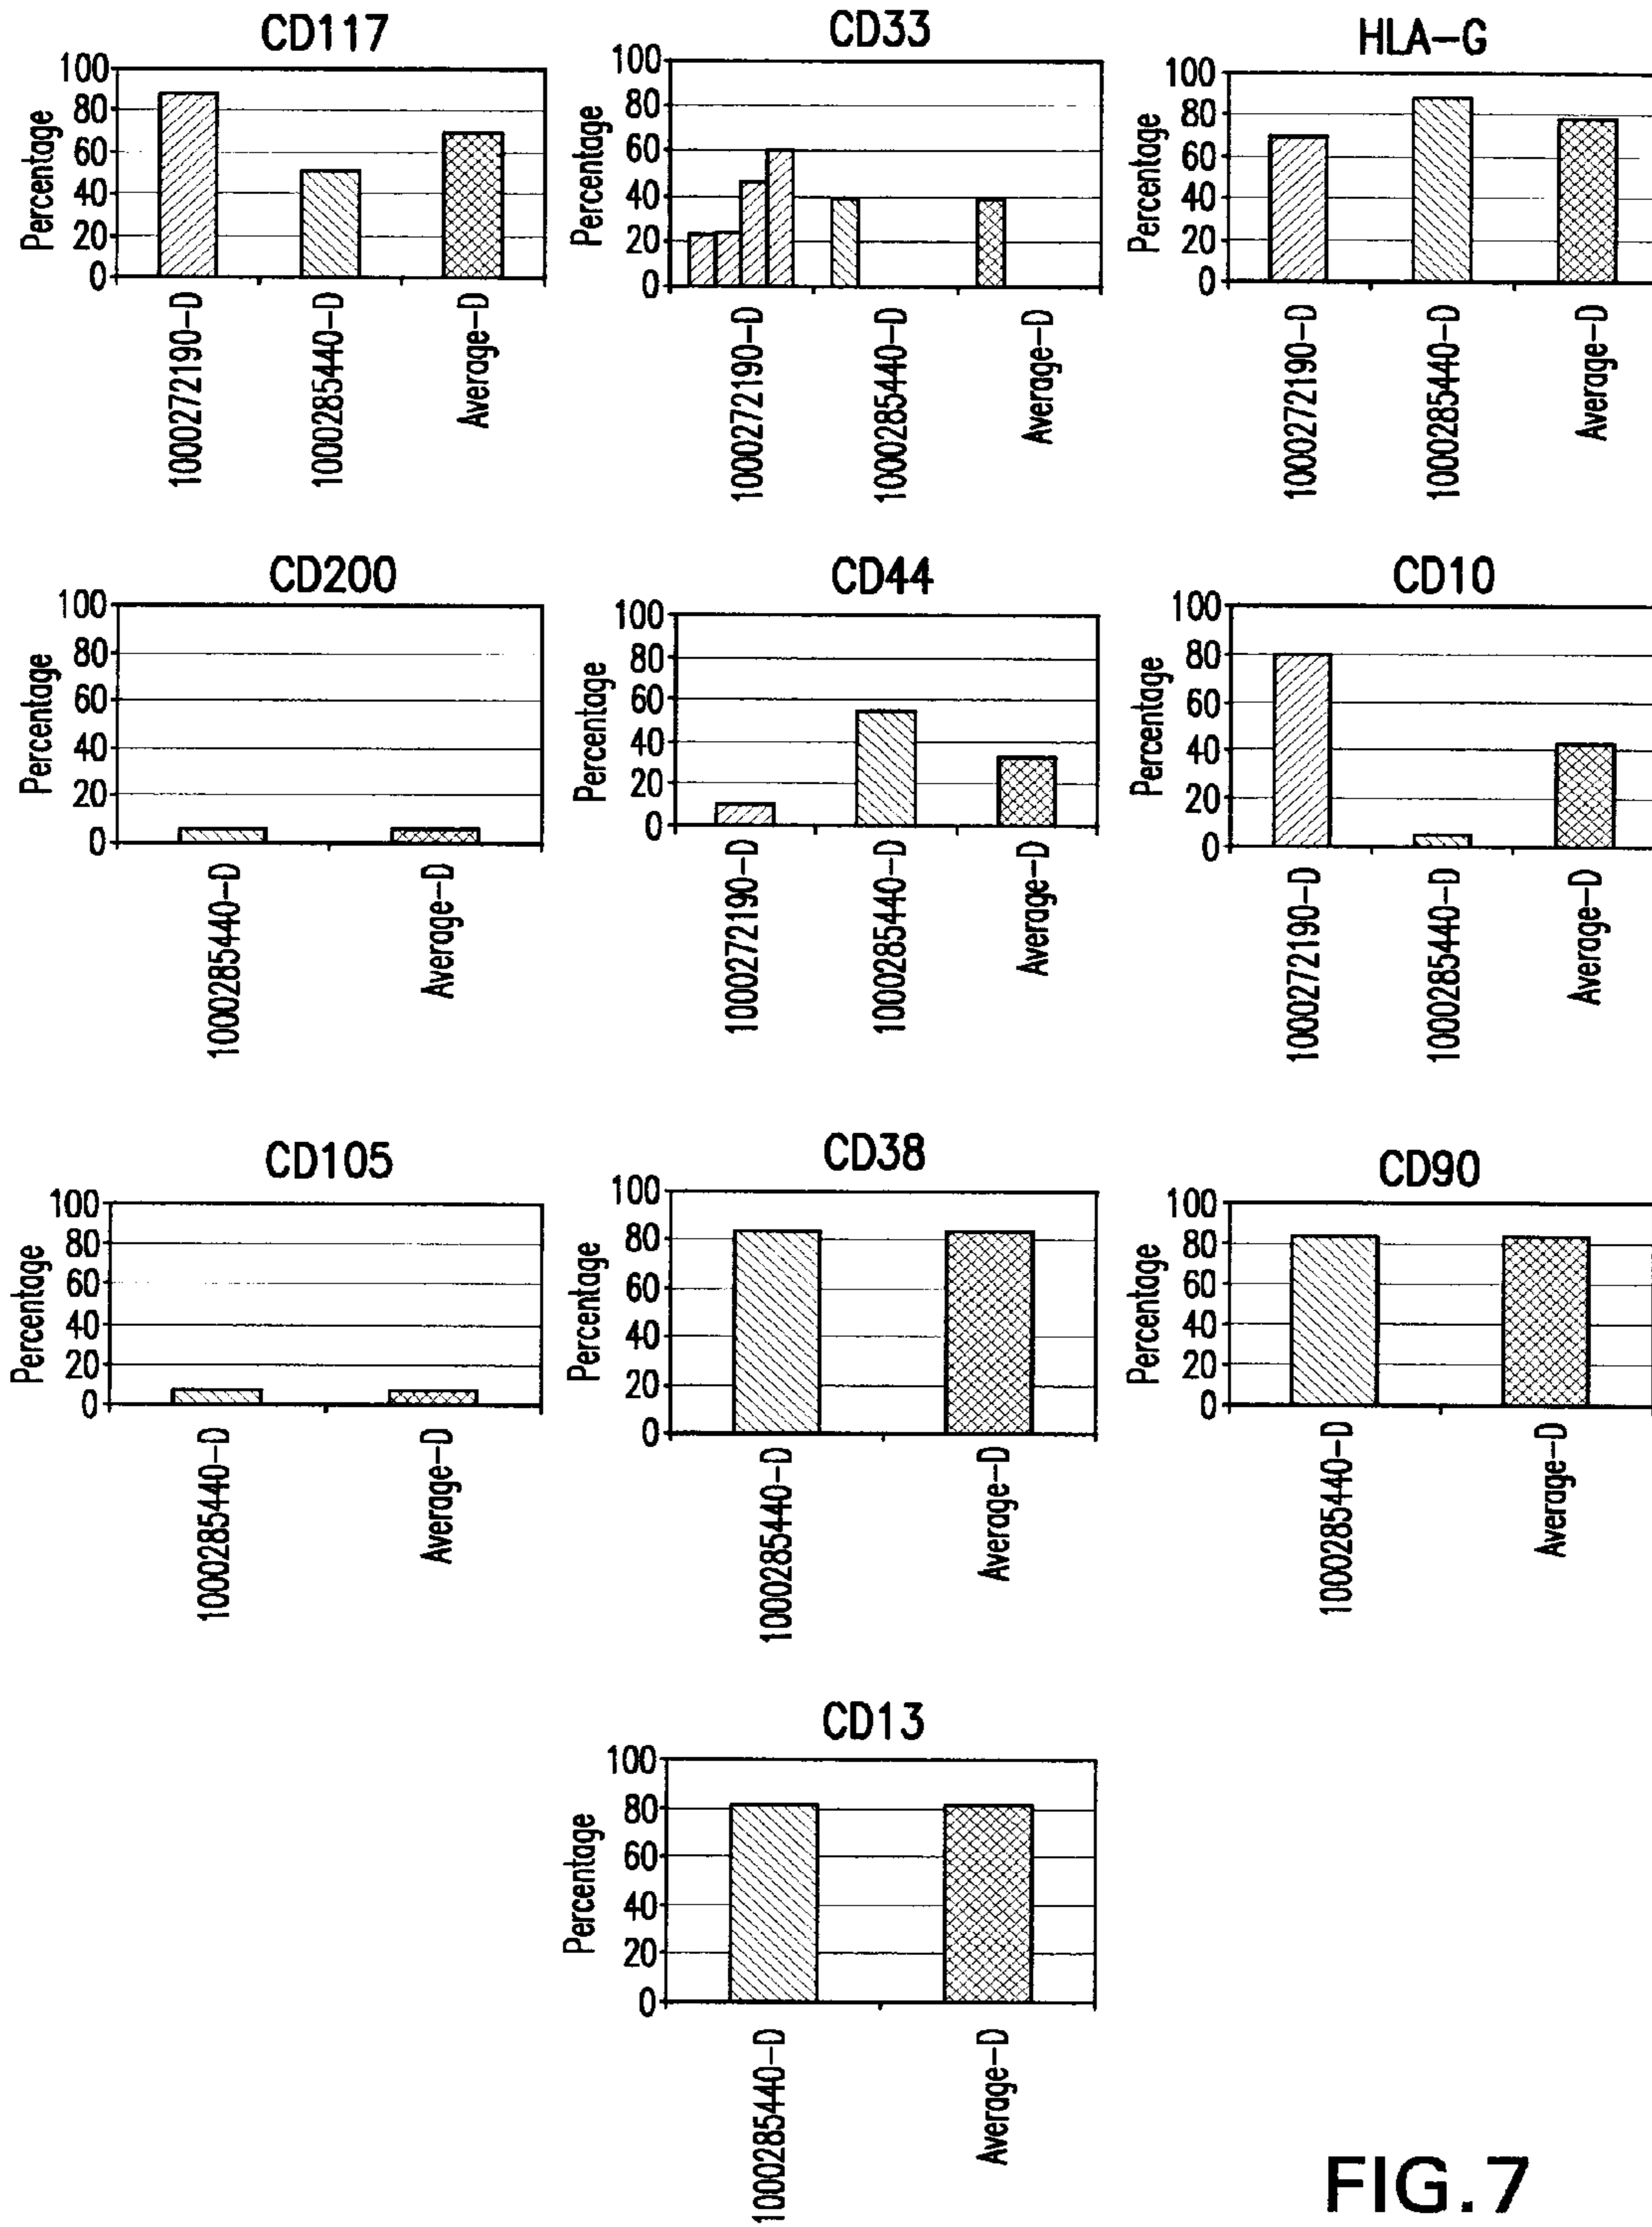 CD117
Percentage
100
80
60
40
20
0
1000272190-D
1000285440-D
Average-D
CD33
Percentage
100
80
60
40
20
0
1000272190-D
1000285440-D
Average-D
HLA-G
Percentage
100
80
60
40
20
0
1000272190-D
1000285440-D
Average-D
CD200
Percentage
100
80
60
40
20
0
1000285440-D
Average-D
CD44
Percentage
100
80
60
40
20
0
1000272190-D
1000285440-D
Average-D
CD10
Percentage
100
80
60
40
20
0
1000272190-D
1000285440-D
Average-D
CD105
Percentage
100
80
60
40
20
0
1000285440-D
Average-D
CD38
Percentage
100
80
60
40
20
0
1000285440-D
Average-D
CD90
Percentage
100
80
60
40
20
0
1000285440-D
Average-D
CD13
Percentage
100
80
60
40
20
0
1000285440-D
Average-D
FIG.7